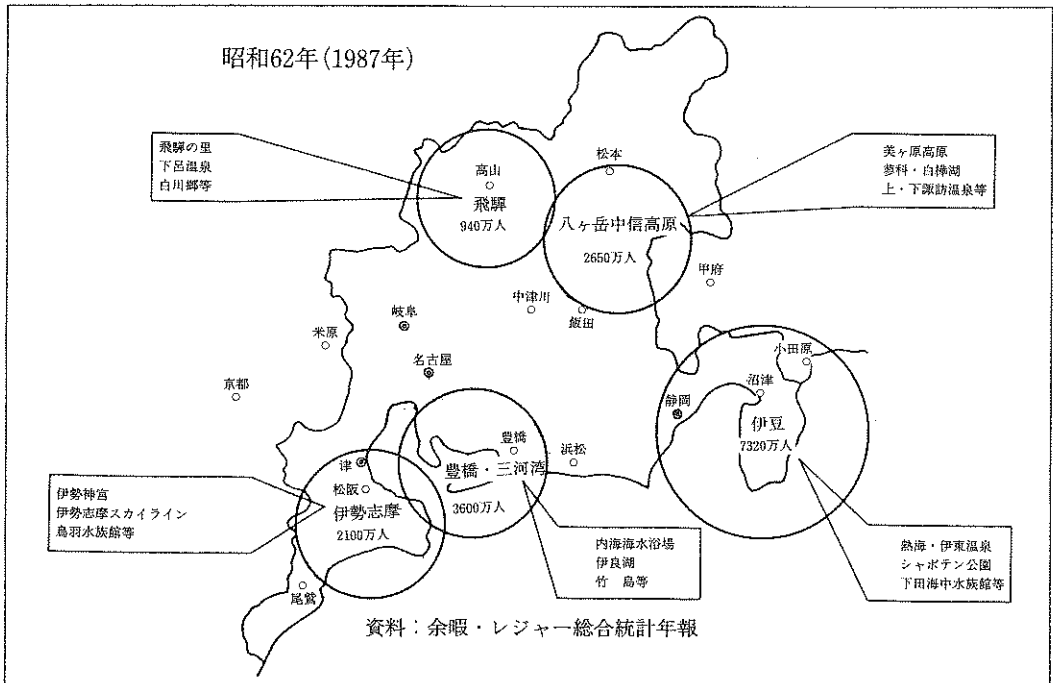 昭和62年(1987年)
飛驒の里
下呂温泉
白川郷等
高山
飛驒
940万人
松本
八ヶ岳中信高原
2650万人
美ヶ原高原
蓼科・白樺湖
上・下諏訪温泉等
甲府
中津川
飯田
岐阜
米原
名古屋
京都
小田原
沼津
静岡
伊豆
7320万人
豊橋
浜松
豊橋・三河湾
3600万人
津
松阪
伊勢志摩
2100万人
伊勢神宮
伊勢志摩スカイライン
鳥羽水族館等
内海海水浴場
伊良湖
竹 島等
熱海・伊東温泉
シャボテン公園
下田海中水族館等
尾鷲
資料：余暇・レジャー総合統計年報